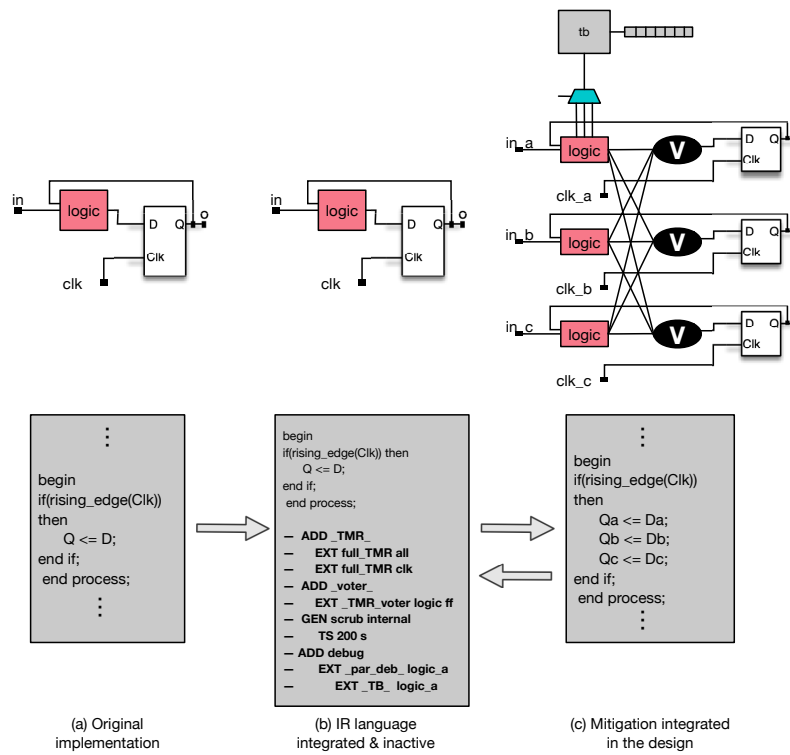 tb
in
logic
D
Q
o
Clk
clk
in
logic
D
Q
o
Clk
clk
in_a
logic
V
D
Q
Clk
clk_a
in_b
logic
V
D
Q
Clk
clk_b
in_c
logic
V
D
Q
Clk
clk_c
⋮
begin
if(rising_edge(Clk))
then
Q <= D;
end if;
end process;
⋮
begin
if(rising_edge(Clk)) then
Q <= D;
end if;
end process;
— ADD _TMR_
— EXT full_TMR all
— EXT full_TMR clk
— ADD _voter_
— EXT _TMR_voter logic ff
— GEN scrub internal
— TS 200 s
— ADD debug
— EXT _par_deb_ logic_a
— EXT _TB_ logic_a
⋮
begin
if(rising_edge(Clk))
then
Qa <= Da;
Qb <= Db;
Qc <= Dc;
end if;
end process;
⋮
(a) Original
implementation
(b) IR language
integrated & inactive
(c) Mitigation integrated
in the design